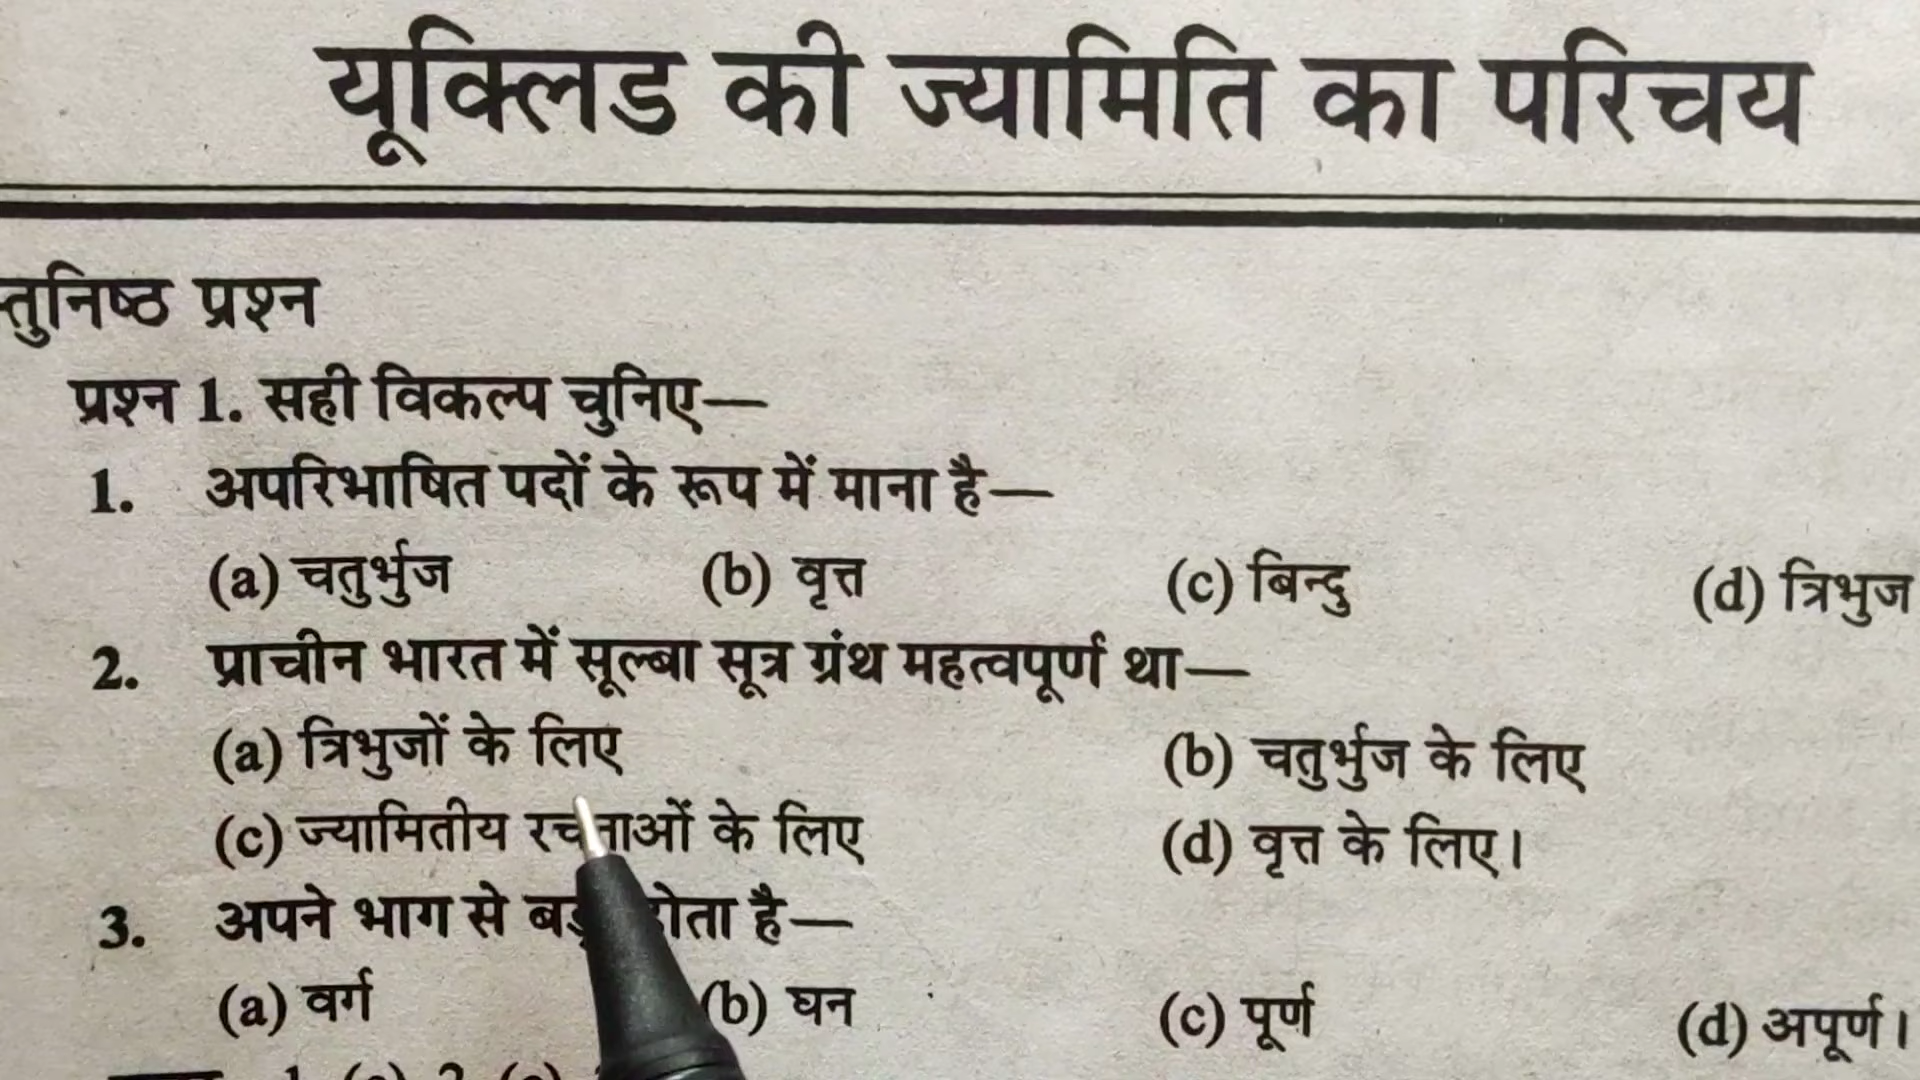 यूक्लिड की ज्यामिति का परिचय
स्तुनिष्ठ प्रश्न
प्रश्न 1. सही विकल्प चुनिए—
1. अपरिभाषित पदों के रूप में माना है—
(a) चतुर्भुज (b) वृत्त (c) बिन्दु (d) त्रिभुज
2. प्राचीन भारत में सूल्बा सूत्र ग्रंथ महत्वपूर्ण था—
(a) त्रिभुजों के लिए (b) चतुर्भुज के लिए
(c) ज्यामितीय रचनाओं के लिए (d) वृत्त के लिए।
3. अपने भाग से बड़ा होता है—
(a) वर्ग (b) घन (c) पूर्ण (d) अपूर्ण।